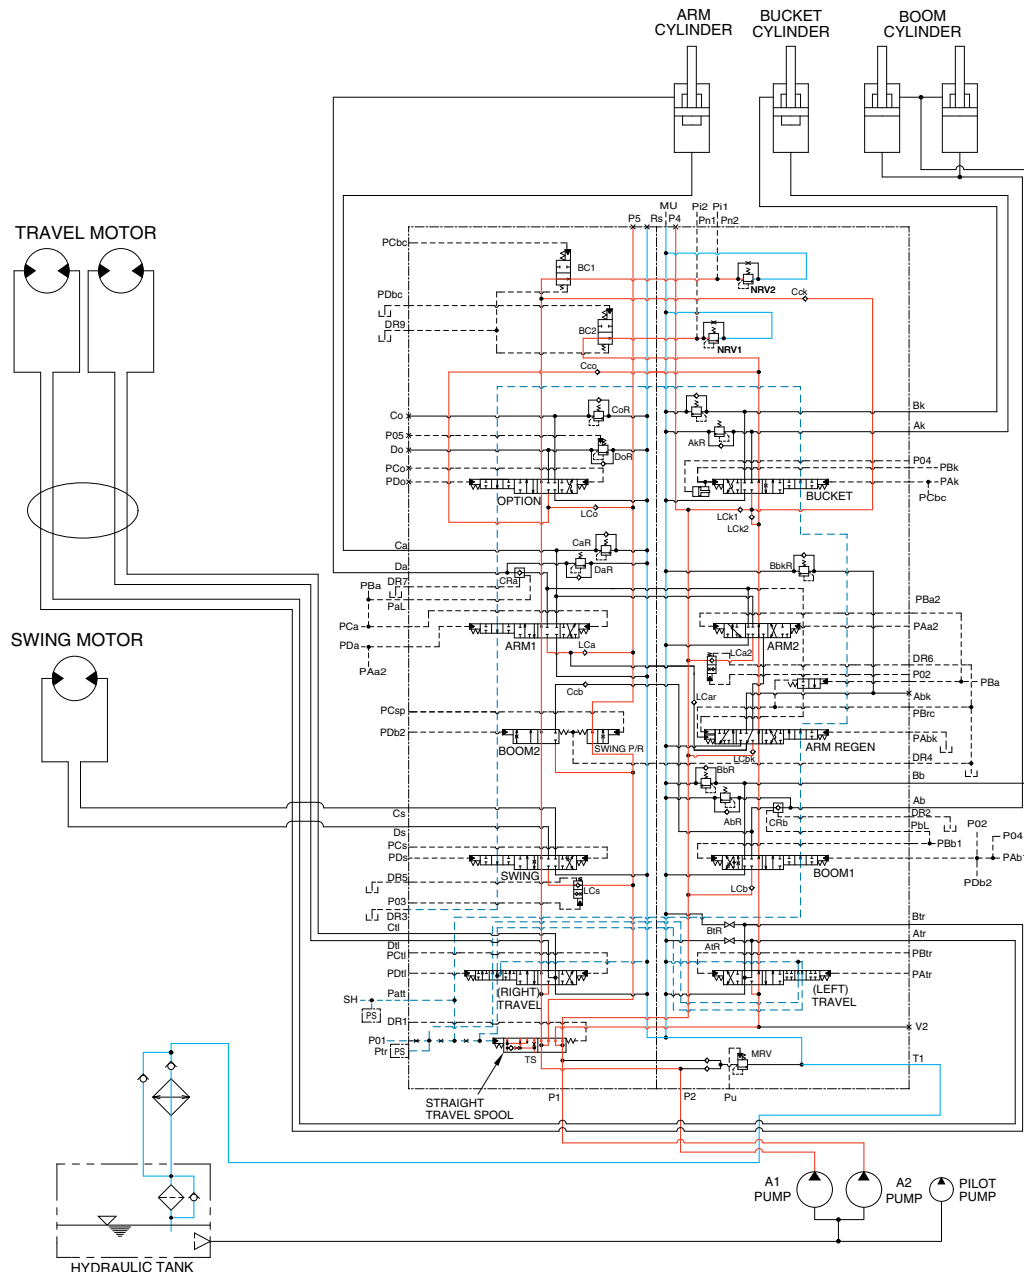 ARM CYLINDER
BUCKET CYLINDER
BOOM CYLINDER
TRAVEL MOTOR
SWING MOTOR
P5
Rs
MU
P4
Pi2
Pi1
Pn1
Pn2
PCbc
BC1
NRV2
Cck
PDbc
DR9
BC2
NRV1
Cco
Co
CoR
P05
Do
DoR
PCo
PDo
OPTION
LCo
Bk
Ak
AkR
P04
PBk
PAk
PCbc
BUCKET
LCk1
LCk2
Ca
CaR
Da
DaR
CRa
PBa
DR7
PaL
PCa
PDa
PAa2
ARM1
LCa
Ccb
BbkR
PBa2
PAa2
ARM2
LCa2
DR6
P02
PBa
LCar
Abk
PBrc
PAbk
ARM REGEN
LCbk
DR4
PCsp
PDb2
BOOM2
SWING P/R
BbR
Bb
AbR
Ab
CRb
DR2
PbL
PBb1
P02
P04
PAb1
PDb2
BOOM1
LCb
Cs
Ds
PCs
PDs
SWING
DR5
LCs
P03
DR3
Ctl
Dtl
PCtl
PDtl
(RIGHT) TRAVEL
BtR
Btr
AtR
Atr
PBtr
PAtr
(LEFT) TRAVEL
SH
Patt
PS
DR1
P01
Ptr
PS
TS
V2
T1
MRV
Pu
P1
P2
STRAIGHT
TRAVEL SPOOL
A1
PUMP
A2
PUMP
PILOT
PUMP
HYDRAULIC TANK